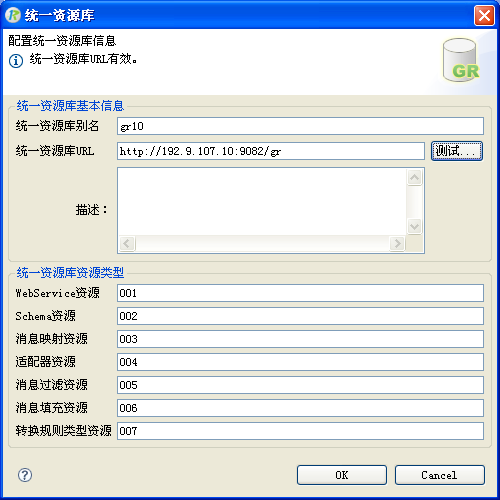 统一资源库
配置统一资源库信息
统一资源库URL有效。
GR
统一资源库基本信息
统一资源库别名 gr10
统一资源库URL http://192.9.107.10:9082/gr 测试...
描述：
统一资源库资源类型
WebService资源 001
Schema资源 002
消息映射资源 003
适配器资源 004
消息过滤资源 005
消息填充资源 006
转换规则类型资源 007
OK Cancel